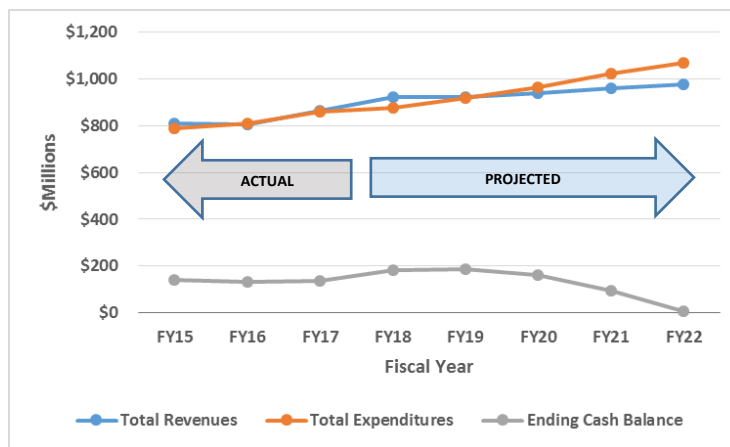 $1,200
$1,000
$800
$600
$400
$200
$0
$Millions
ACTUAL
PROJECTED
FY15 FY16 FY17 FY18 FY19 FY20 FY21 FY22
Fiscal Year
Total Revenues Total Expenditures Ending Cash Balance